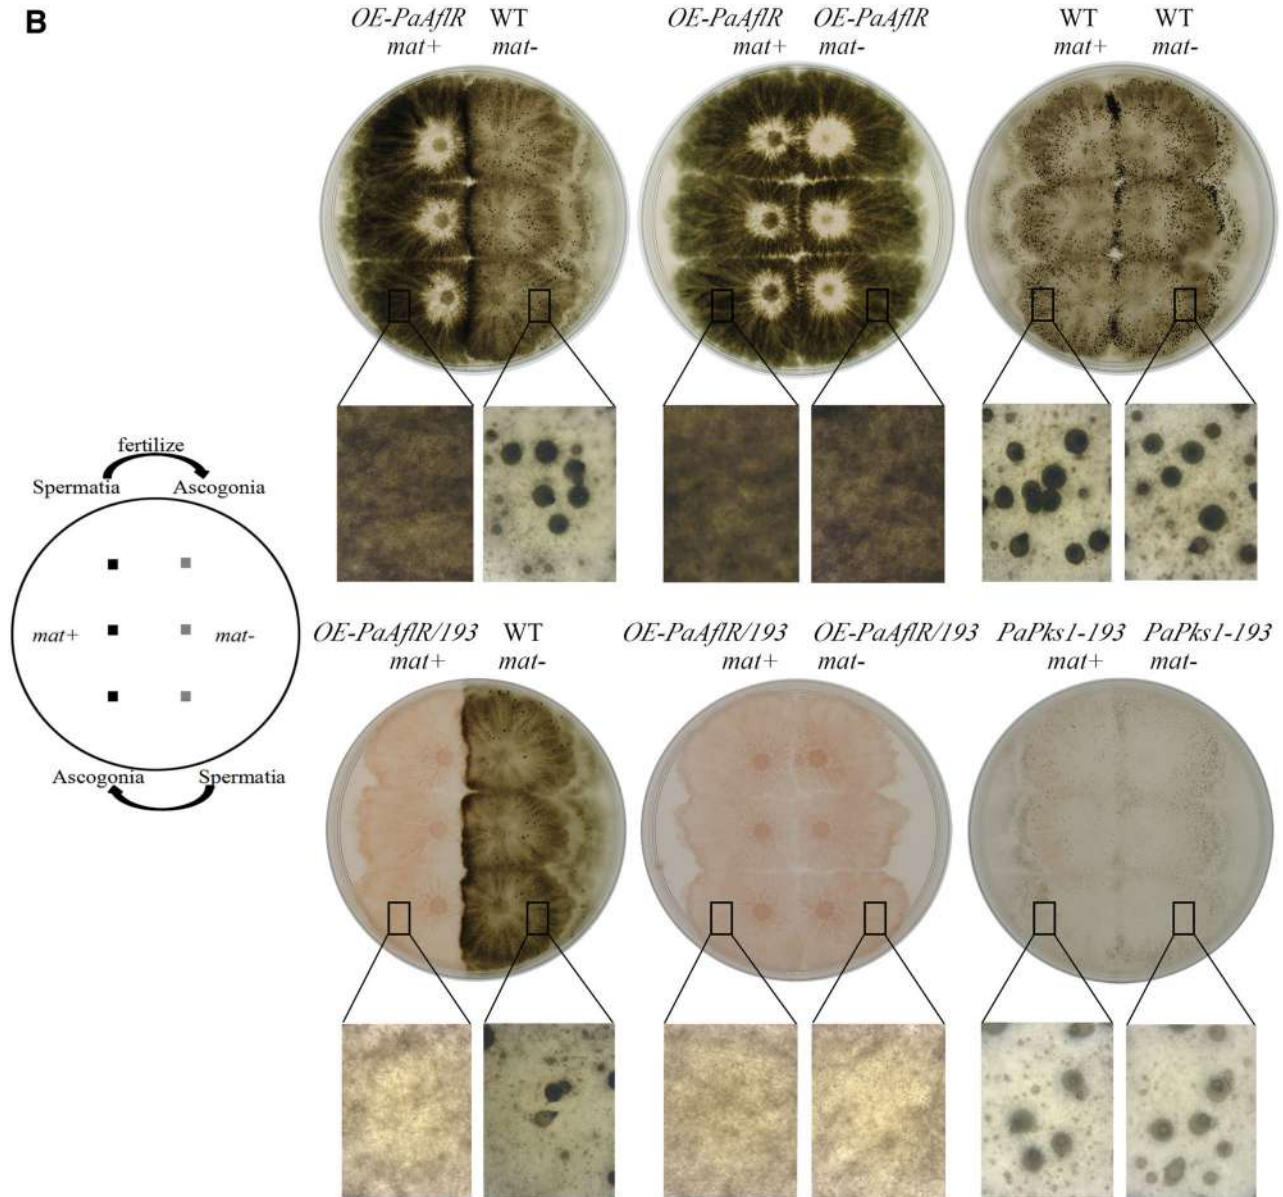 B
OE-PaAflR WT
mat+ mat-
OE-PaAflR OE-PaAflR
mat+ mat-
WT WT
mat+ mat-
fertilize
Spermatia Ascogonia
mat+ mat-
Ascogonia Spermatia
OE-PaAflR/193 WT
mat+ mat-
OE-PaAflR/193 OE-PaAflR/193
mat+ mat-
PaPks1-193 PaPks1-193
mat+ mat-